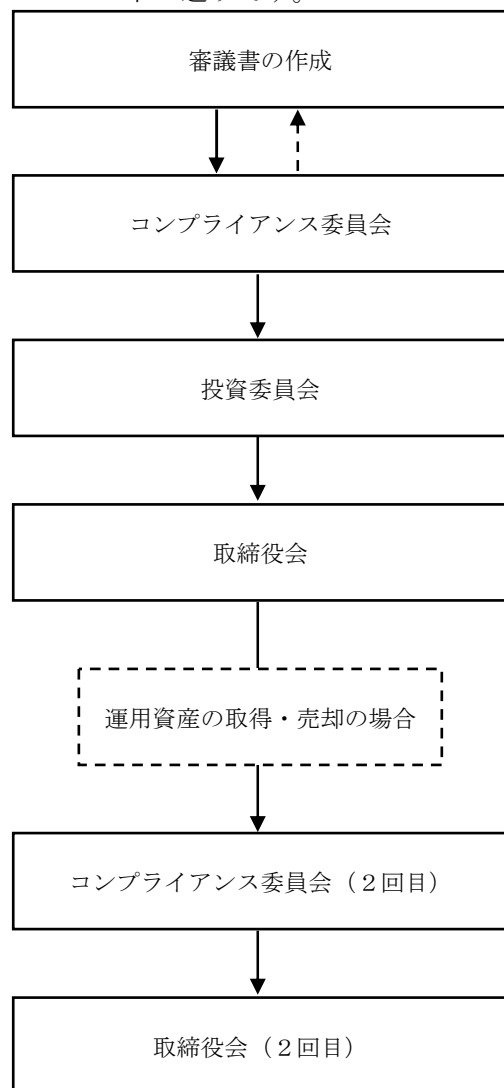 審議書の作成
コンプライアンス委員会
投資委員会
取締役会
運用資産の取得・売却の場合
コンプライアンス委員会（２回目）
取締役会（２回目）